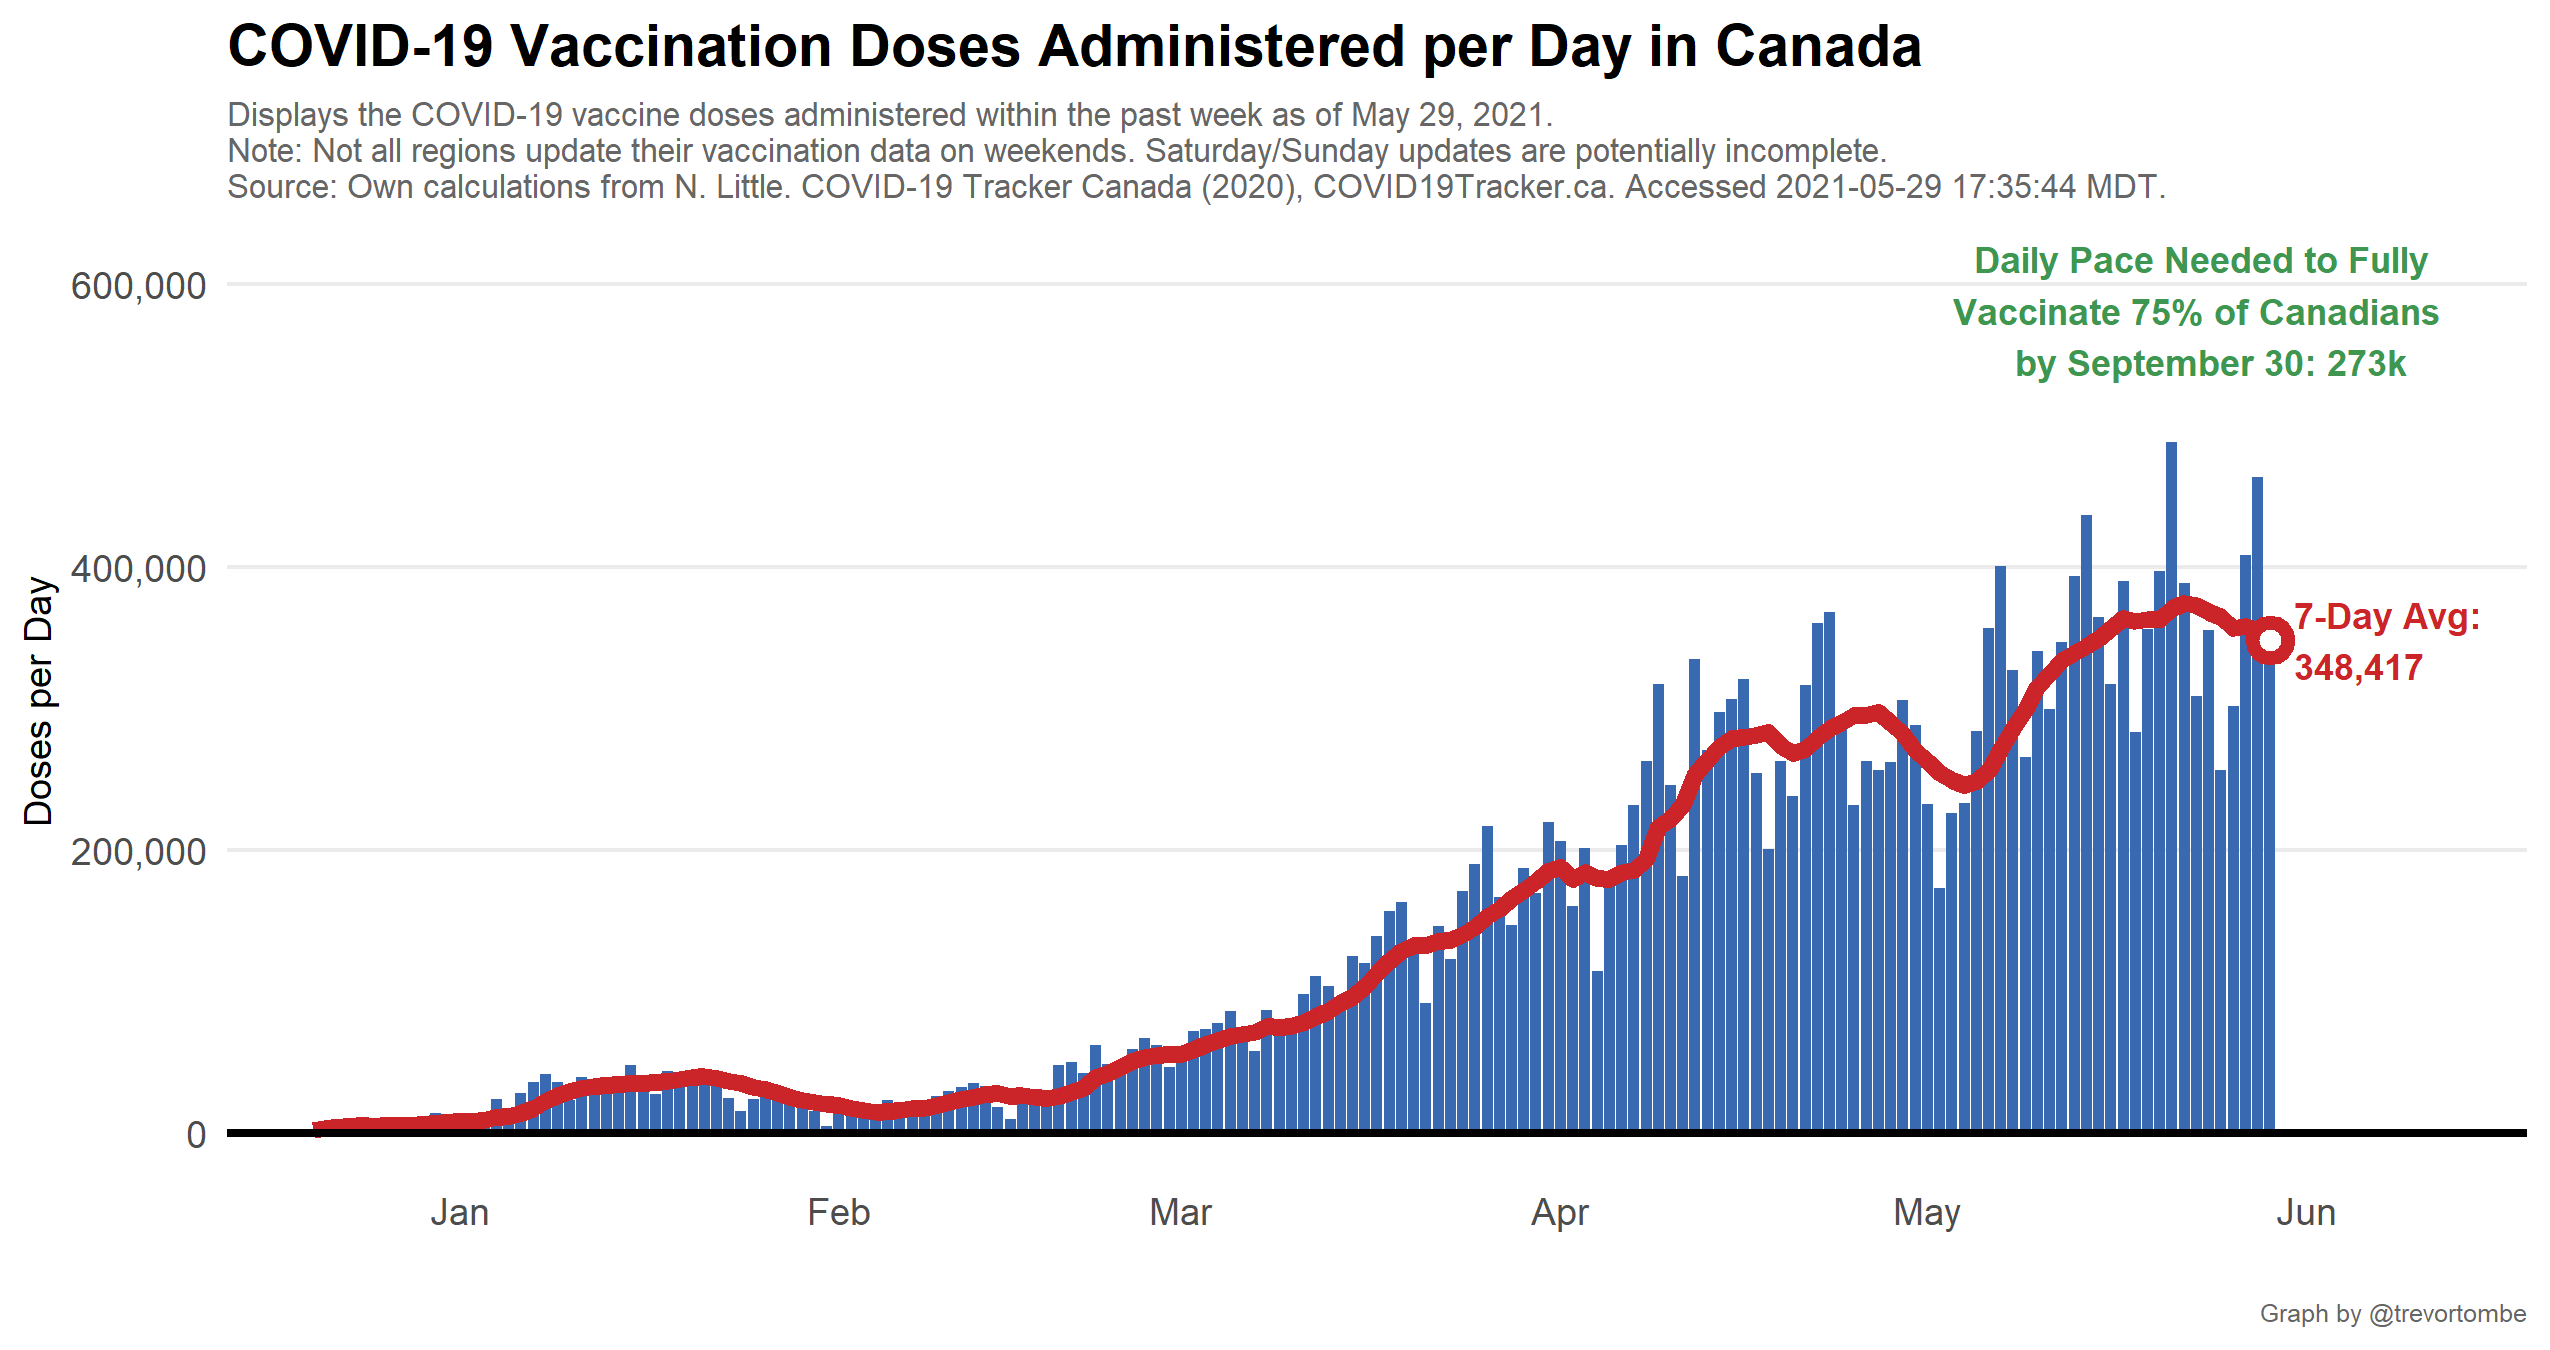 COVID-19 Vaccination Doses Administered per Day in Canada
Displays the COVID-19 vaccine doses administered within the past week as of May 29, 2021.
Note: Not all regions update their vaccination data on weekends. Saturday/Sunday updates are potentially incomplete.
Source: Own calculations from N. Little. COVID-19 Tracker Canada (2020), COVID19Tracker.ca. Accessed 2021-05-29 17:35:44 MDT.
Daily Pace Needed to Fully
Vaccinate 75% of Canadians
by September 30: 273k
600,000
400,000
200,000
0
Doses per Day
7-Day Avg:
348,417
Jan
Feb
Mar
Apr
May
Jun
Graph by @trevortombe